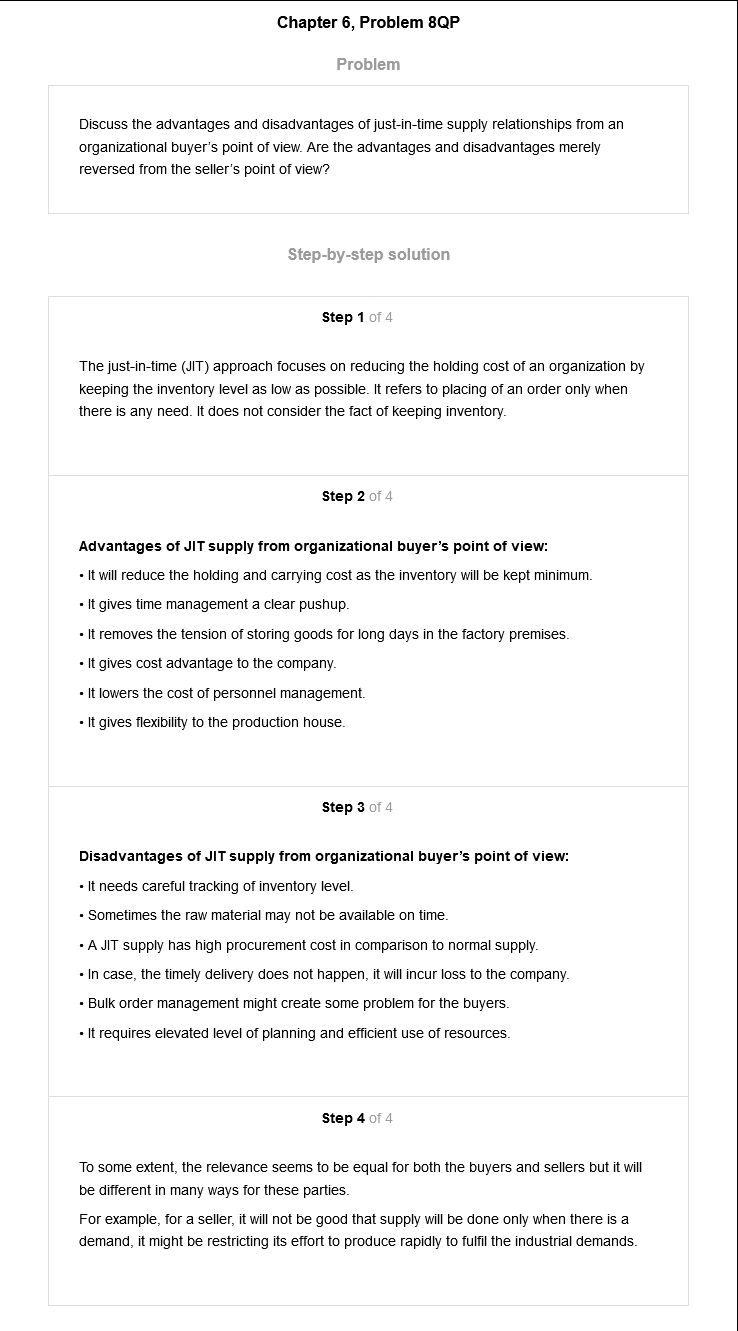 Chapter 6, Problem 8QP
Problem
Discuss the advantages and disadvantages of just-in-time supply relationships from an
organizational buyer's point of view. Are the advantages and disadvantages merely
reversed from the seller's point of view?
Step-by-step solution
Step 1 of 4
The just-in-time (JIT) approach focuses on reducing the holding cost of an organization by
keeping the inventory level as low as possible. It refers to placing of an order only when
there is any need. It does not consider the fact of keeping inventory.
Step 2 of 4
Advantages of JIT supply from organizational buyer's point of view:
• It will reduce the holding and carrying cost as the inventory will be kept minimum.
• It gives time management a clear pushup.
• It removes the tension of storing goods for long days in the factory premises.
• It gives cost advantage to the company.
• It lowers the cost of personnel management.
• It gives flexibility to the production house.
Step 3 of 4
Disadvantages of JIT supply from organizational buyer's point of view:
• It needs careful tracking of inventory level.
• Sometimes the raw material may not be available on time.
• A JIT supply has high procurement cost in comparison to normal supply.
• In case, the timely delivery does not happen, it will incur loss to the company.
• Bulk order management might create some problem for the buyers.
• It requires elevated level of planning and efficient use of resources.
Step 4 of 4
To some extent, the relevance seems to be equal for both the buyers and sellers but it will
be different in many ways for these parties.
For example, for a seller, it will not be good that supply will be done only when there is a
demand, it might be restricting its effort to produce rapidly to fulfil the industrial demands.